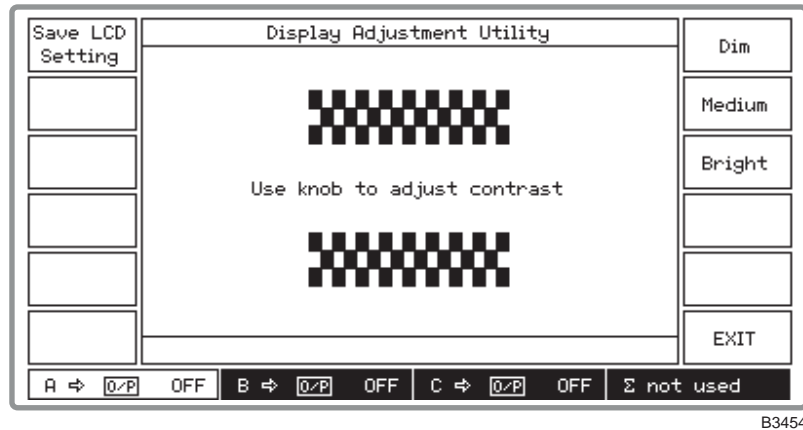 Save LCD
Setting
Display Adjustment Utility
Dim
Medium
Bright
Use knob to adjust contrast
EXIT
A ⇨ O/P OFF B ⇨ O/P OFF C ⇨ O/P OFF Σ not used
B3454